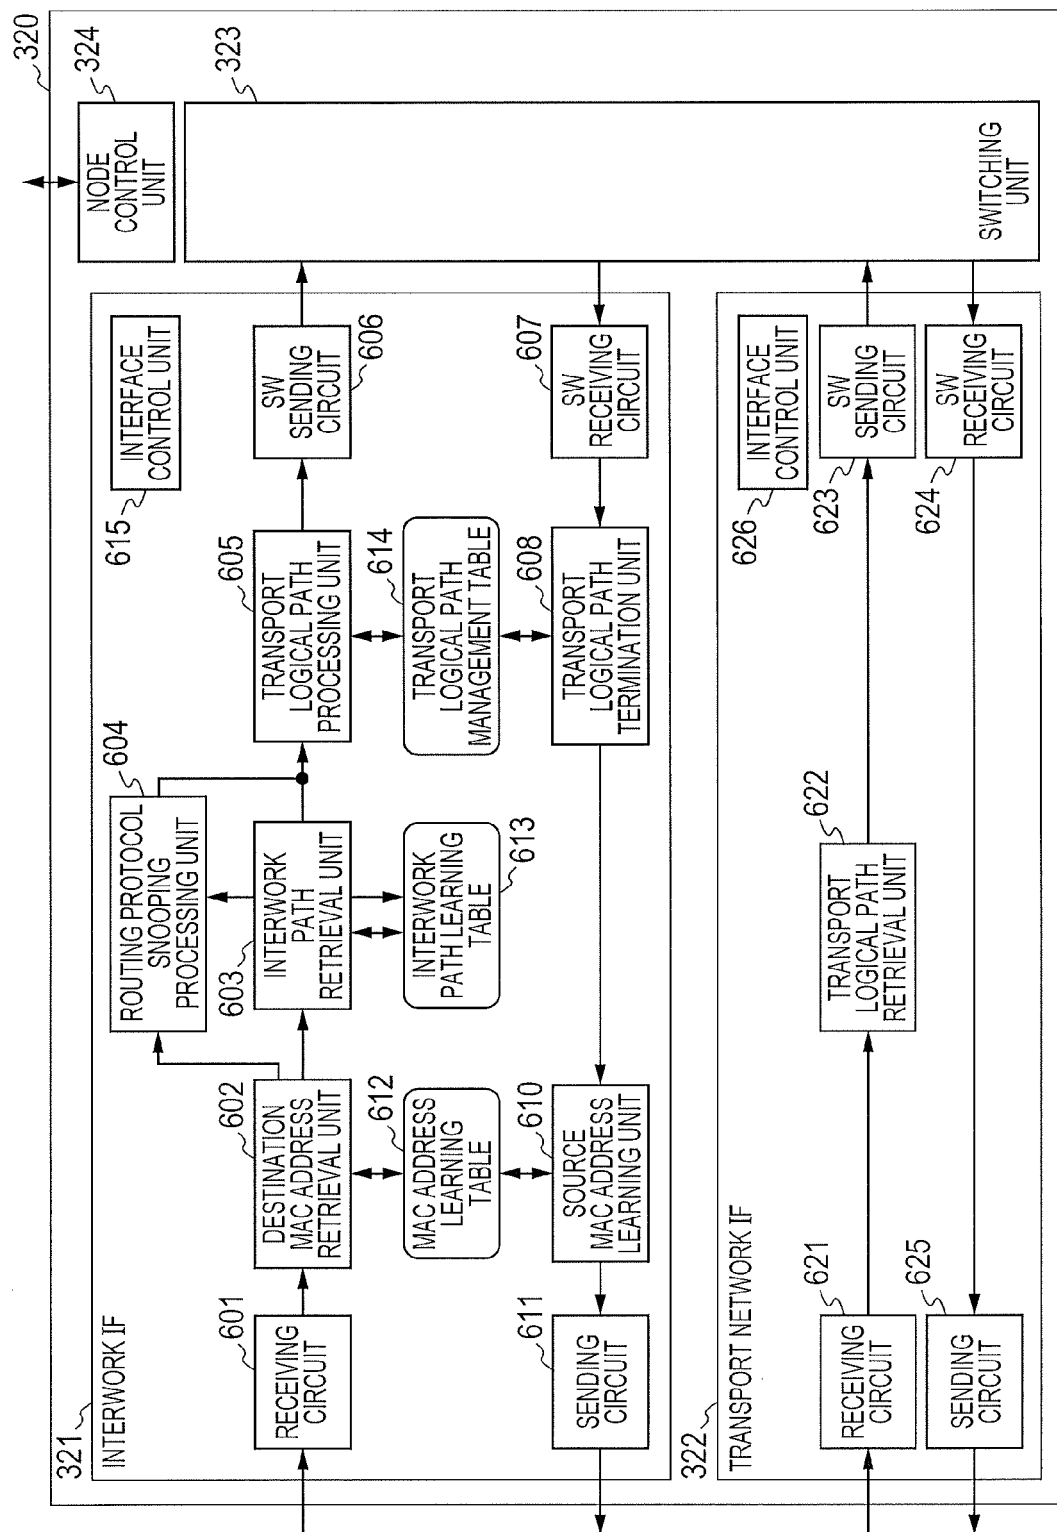 320
324
NODE
CONTROL
UNIT
323
SWITCHING
UNIT
321
INTERWORK IF
615
INTERFACE
CONTROL UNIT
604
ROUTING PROTOCOL
SNOOPING
PROCESSING UNIT
601
RECEIVING
CIRCUIT
602
DESTINATION
MAC ADDRESS
RETRIEVAL UNIT
603
INTERWORK
PATH
RETRIEVAL UNIT
605
TRANSPORT
LOGICAL PATH
PROCESSING UNIT
606
SW
SENDING
CIRCUIT
612
MAC ADDRESS
LEARNING
TABLE
613
INTERWORK
PATH LEARNING
TABLE
614
TRANSPORT
LOGICAL PATH
MANAGEMENT TABLE
611
SENDING
CIRCUIT
610
SOURCE
MAC ADDRESS
LEARNING UNIT
608
TRANSPORT
LOGICAL PATH
TERMINATION UNIT
607
SW
RECEIVING
CIRCUIT
322
TRANSPORT NETWORK IF
626
INTERFACE
CONTROL UNIT
621
RECEIVING
CIRCUIT
622
TRANSPORT
LOGICAL PATH
RETRIEVAL UNIT
623
SW
SENDING
CIRCUIT
625
SENDING
CIRCUIT
624
SW
RECEIVING
CIRCUIT